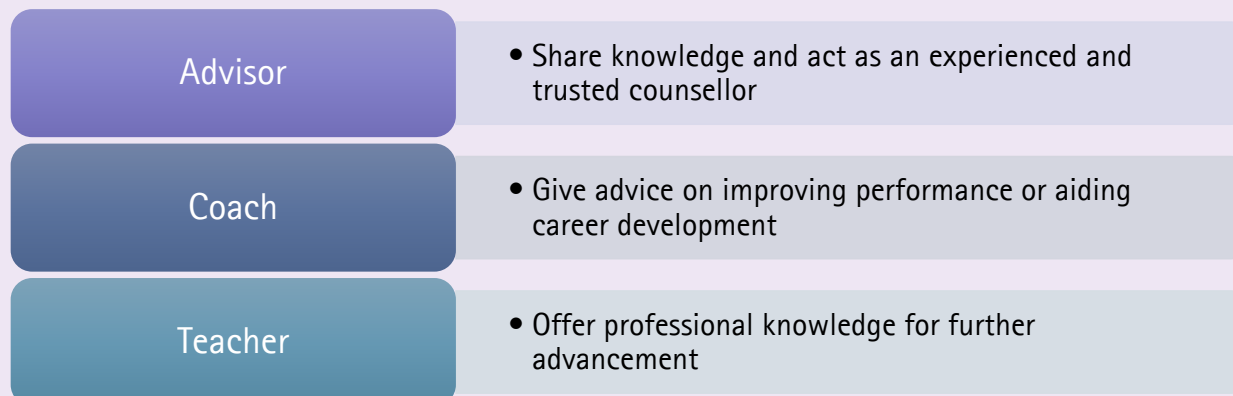 Advisor
• Share knowledge and act as an experienced and
trusted counsellor
Coach
• Give advice on improving performance or aiding
career development
Teacher
• Offer professional knowledge for further
advancement